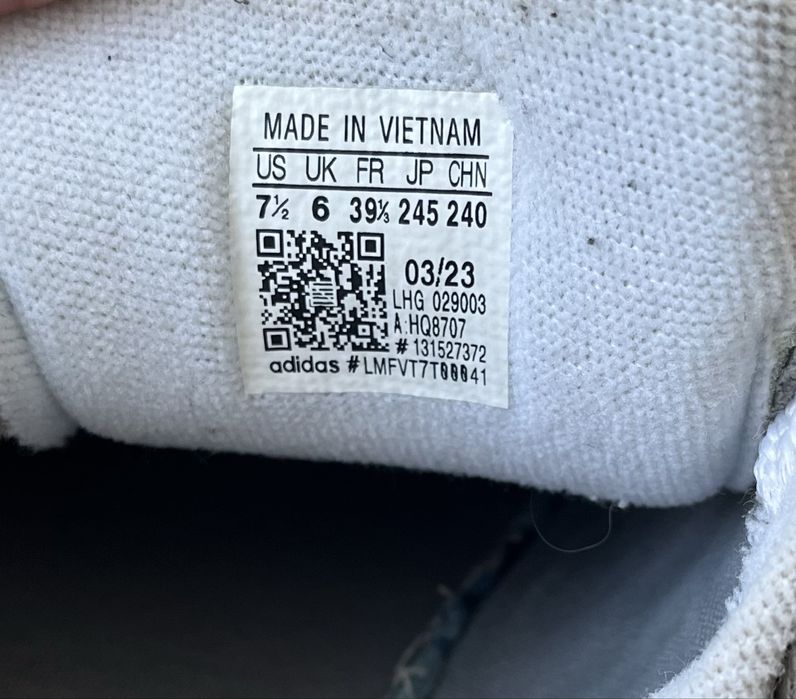 MADE IN VIETNAM
US UK FR JP CHN
7½ 6 39⅓ 245 240
03/23
LHG 029003
A:HQ8707
# 131527372
adidas #LMFVT7T00041